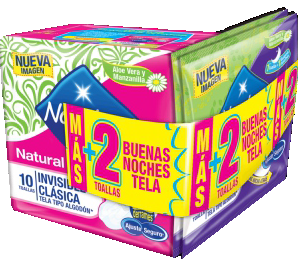 NUEVA
IMAGEN
Aloe Vera y
Manzanilla
Natural
10
TOALLAS
INVISIBLE
CLÁSICA
TELA TIPO ALGODÓN*
MÁS
+2
TOALLAS
BUENAS
NOCHES
TELA
Ajuste Seguro
NUEVA
IMAGEN
MÁS
+2
TOALLAS
BUENAS
NOCHES
TELA